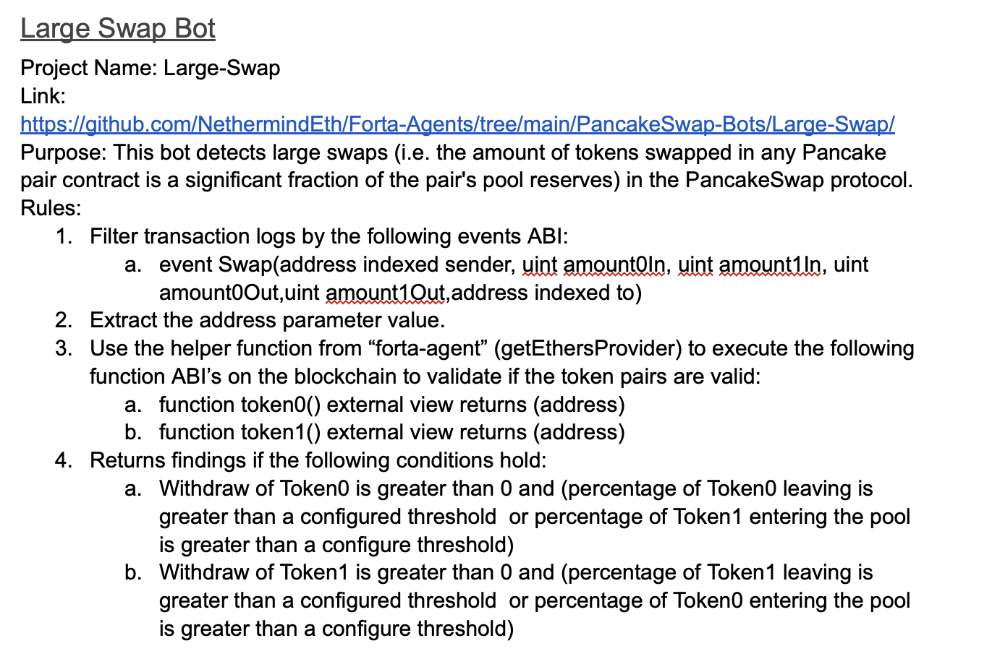 Large Swap Bot
Project Name: Large-Swap
Link:
https://github.com/NethermindEth/Forta-Agents/tree/main/PancakeSwap-Bots/Large-Swap/
Purpose: This bot detects large swaps (i.e. the amount of tokens swapped in any Pancake
pair contract is a significant fraction of the pair's pool reserves) in the PancakeSwap protocol.
Rules:
1. Filter transaction logs by the following events ABI:
a. event Swap(address indexed sender, uint amount0In, uint amount1In, uint
amount0Out,uint amount1Out,address indexed to)
2. Extract the address parameter value.
3. Use the helper function from “forta-agent” (getEthersProvider) to execute the following
function ABI’s on the blockchain to validate if the token pairs are valid:
a. function token0() external view returns (address)
b. function token1() external view returns (address)
4. Returns findings if the following conditions hold:
a. Withdraw of Token0 is greater than 0 and (percentage of Token0 leaving is
greater than a configured threshold  or percentage of Token1 entering the pool
is greater than a configure threshold)
b. Withdraw of Token1 is greater than 0 and (percentage of Token1 leaving is
greater than a configured threshold  or percentage of Token0 entering the pool
is greater than a configure threshold)